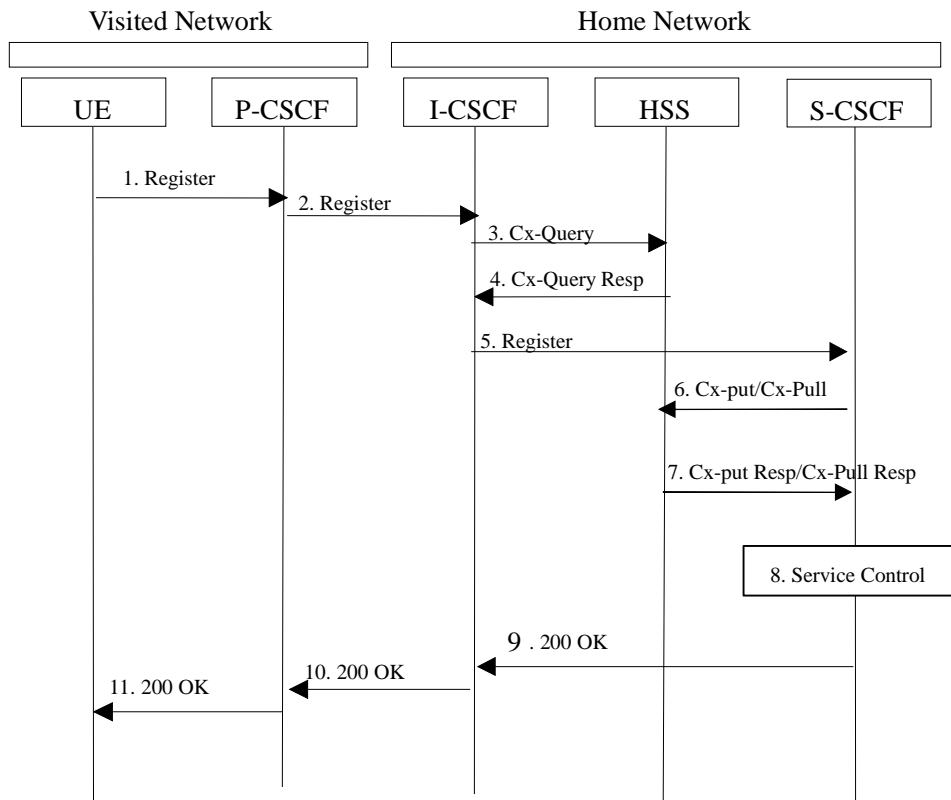 Visited Network
Home Network
UE
P-CSCF
I-CSCF
HSS
S-CSCF
1. Register
2. Register
3. Cx-Query
4. Cx-Query Resp
5. Register
6. Cx-put/Cx-Pull
7. Cx-put Resp/Cx-Pull Resp
8. Service Control
9 . 200 OK
10. 200 OK
11. 200 OK